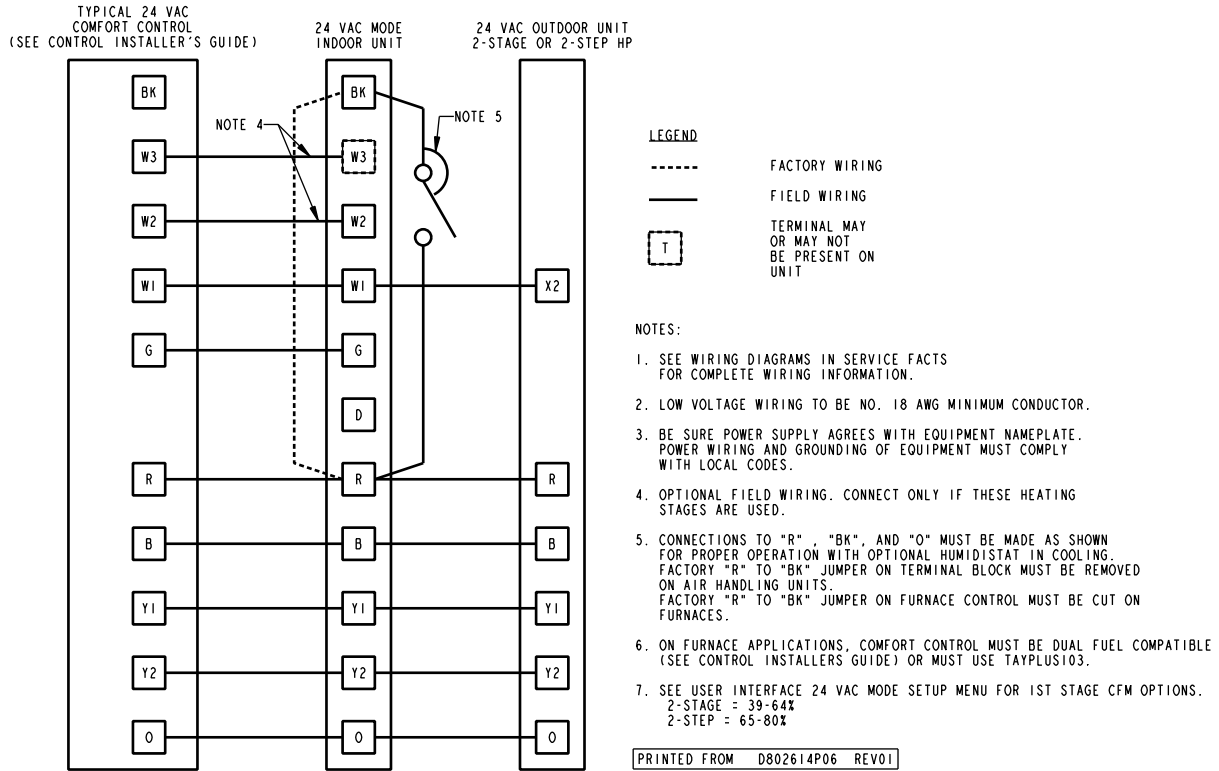 TYPICAL 24 VAC
COMFORT CONTROL
(SEE CONTROL INSTALLER'S GUIDE)
24 VAC MODE
INDOOR UNIT
24 VAC OUTDOOR UNIT
2-STAGE OR 2-STEP HP
BK
BK
NOTE 4
NOTE 5
W3
W3
W2
W2
W1
W1
X2
G
G
D
R
R
R
B
B
B
Y1
Y1
Y1
Y2
Y2
Y2
O
O
O
LEGEND
FACTORY WIRING
FIELD WIRING
T
TERMINAL MAY
OR MAY NOT
BE PRESENT ON
UNIT
NOTES:
1. SEE WIRING DIAGRAMS IN SERVICE FACTS
FOR COMPLETE WIRING INFORMATION.
2. LOW VOLTAGE WIRING TO BE NO. 18 AWG MINIMUM CONDUCTOR.
3. BE SURE POWER SUPPLY AGREES WITH EQUIPMENT NAMEPLATE.
POWER WIRING AND GROUNDING OF EQUIPMENT MUST COMPLY
WITH LOCAL CODES.
4. OPTIONAL FIELD WIRING. CONNECT ONLY IF THESE HEATING
STAGES ARE USED.
5. CONNECTIONS TO "R" , "BK", AND "O" MUST BE MADE AS SHOWN
FOR PROPER OPERATION WITH OPTIONAL HUMIDISTAT IN COOLING.
FACTORY "R" TO "BK" JUMPER ON TERMINAL BLOCK MUST BE REMOVED
ON AIR HANDLING UNITS.
FACTORY "R" TO "BK" JUMPER ON FURNACE CONTROL MUST BE CUT ON
FURNACES.
6. ON FURNACE APPLICATIONS, COMFORT CONTROL MUST BE DUAL FUEL COMPATIBLE
(SEE CONTROL INSTALLERS GUIDE) OR MUST USE TAYPLUS103.
7. SEE USER INTERFACE 24 VAC MODE SETUP MENU FOR 1ST STAGE CFM OPTIONS.
2-STAGE = 39-64%
2-STEP = 65-80%
PRINTED FROM D802614P06 REV01